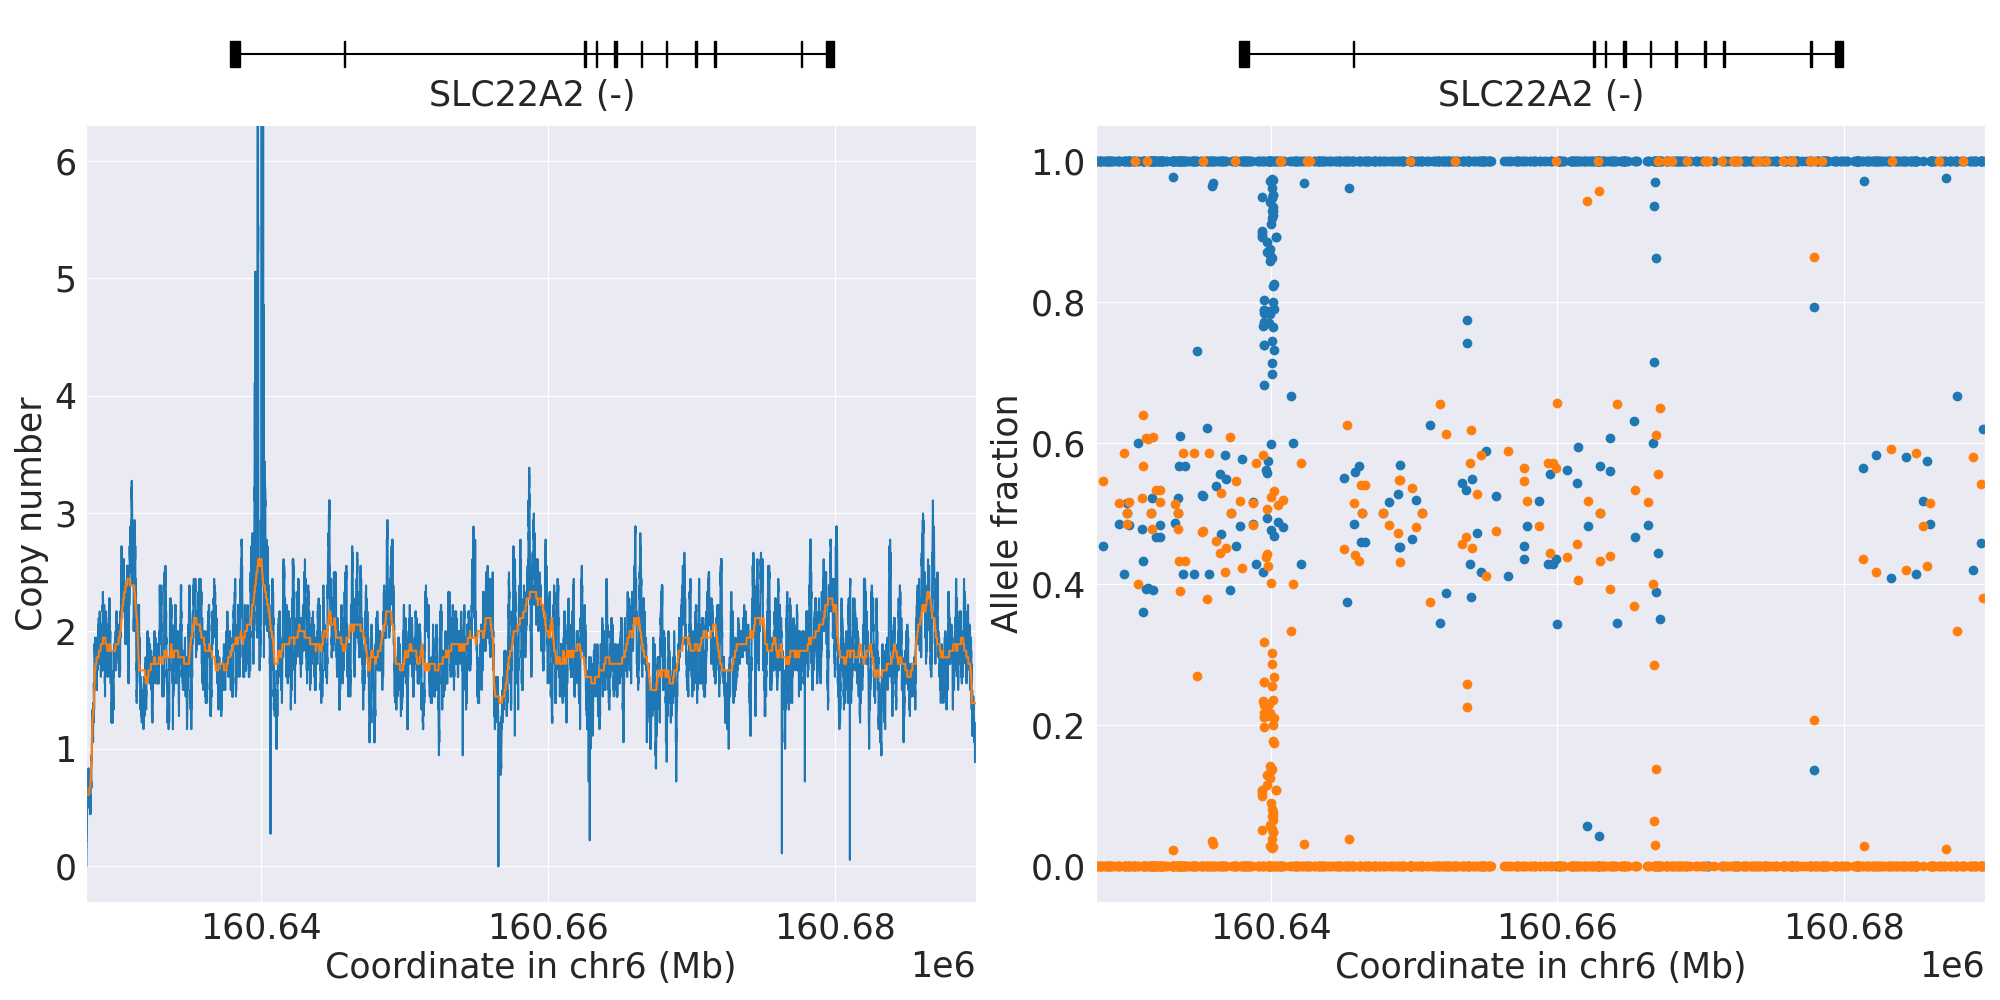 SLC22A2 (-)
6
5
4
3
2
1
0
Copy number
160.64
160.66
160.68
Coordinate in chr6 (Mb)
1e6
SLC22A2 (-)
1.0
0.8
0.6
0.4
0.2
0.0
Allele fraction
160.64
160.66
160.68
Coordinate in chr6 (Mb)
1e6